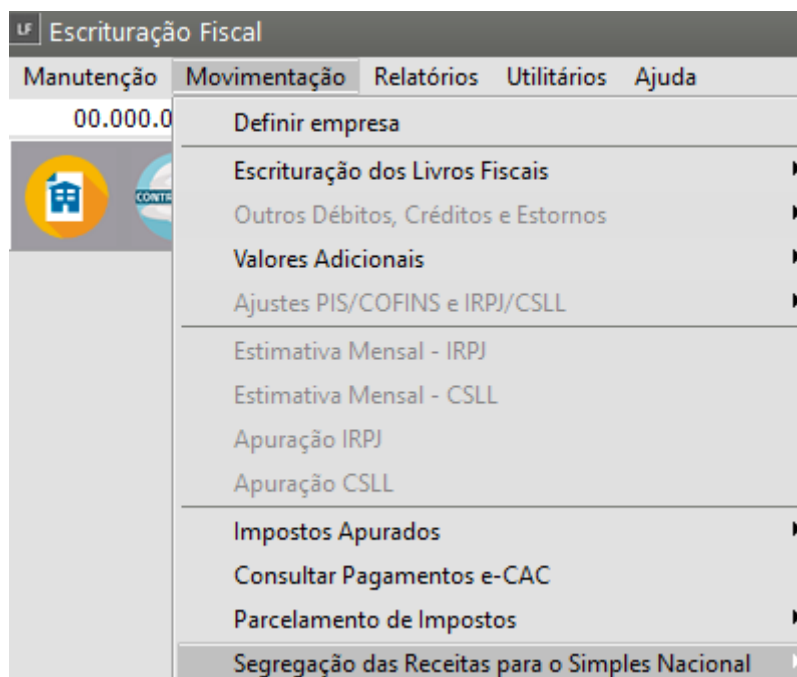 LF Escrituração Fiscal
Manutenção Movimentação Relatórios Utilitários Ajuda
00.000.0
Definir empresa
Escrituração dos Livros Fiscais
CONTR
Outros Débitos, Créditos e Estornos
Valores Adicionais
Ajustes PIS/COFINS e IRPJ/CSLL
Estimativa Mensal - IRPJ
Estimativa Mensal - CSLL
Apuração IRPJ
Apuração CSLL
Impostos Apurados
Consultar Pagamentos e-CAC
Parcelamento de Impostos
Segregação das Receitas para o Simples Nacional